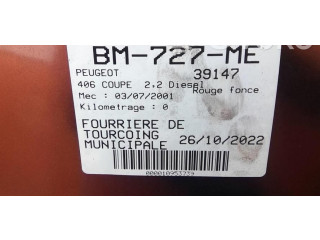 BM-727-ME
PEUGEOT 39147
406 COUPE 2.2 Diesel
Rouge fonce
Mec : 03/07/2001
Kilometrage : 0
FOURRIERE DE
TOURCOING
MUNICIPALE 26/10/2022